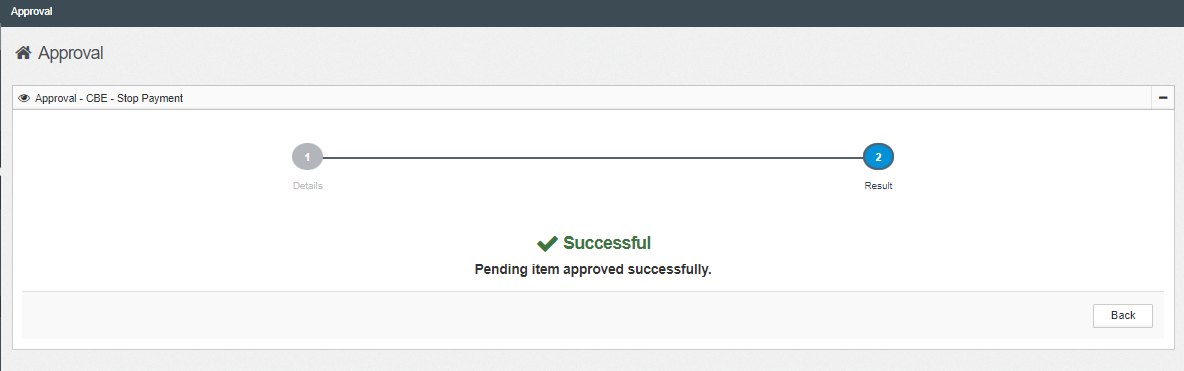 Approval
Approval
Approval - CBE - Stop Payment
1
2
Details
Result
Successful
Pending item approved successfully.
Back